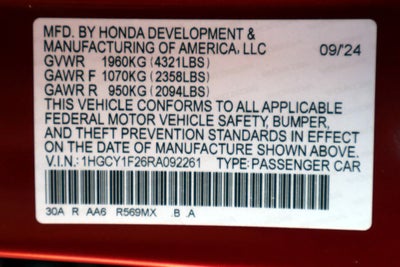 MFD. BY HONDA DEVELOPMENT &
MANUFACTURING OF AMERICA, LLC 09/24
GVWR 1960KG (4321LBS)
GAWR F 1070KG (2358LBS)
GAWR R 950KG (2094LBS)
THIS VEHICLE CONFORMS TO ALL APPLICABLE
FEDERAL MOTOR VEHICLE SAFETY, BUMPER,
AND THEFT PREVENTION STANDARDS IN EFFECT
ON THE DATE OF MANUFACTURE SHOWN ABOVE.
V.I.N.: 1HGCY1F26RA092261 TYPE: PASSENGER CAR
30A R AA6 R569MX .B .A